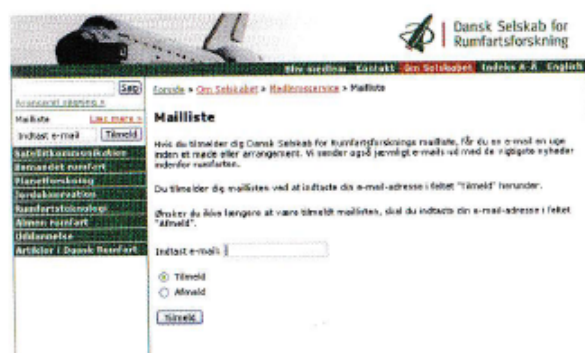 Dansk Selskab for
Rumfartsforskning
Bliv medlem Kontakt Om Selskabet Indeks A-Å English
Søg
Avanceret søgning »
Forside » Om Selskabet » Medlemsservice » Mailliste
Mailliste Læs mere »
Indtast e-mail Tilmeld
Satellitkommunikation
Bemandet rumfart
Planetforskning
Jordobservation
Rumfartsteknologi
Almen rumfart
Uddannelse
Artikler i Dansk Rumfart
Mailliste
Hvis du tilmelder dig Dansk Selskab for Rumfartsforsknings mailliste, får du en e-mail en uge
inden et møde eller arrangement. Vi sender også jævnligt e-mails ud med de vigtigste nyheder
indenfor rumfarten.
Du tilmelder dig maillisten ved at indtaste din e-mail-adresse i feltet "Tilmeld" herunder.
Ønsker du ikke længere at være tilmeldt maillisten, skal du indtaste din e-mail-adresse i feltet
"Afmeld".
Indtast e-mail:
Tilmeld
Afmeld
Tilmeld